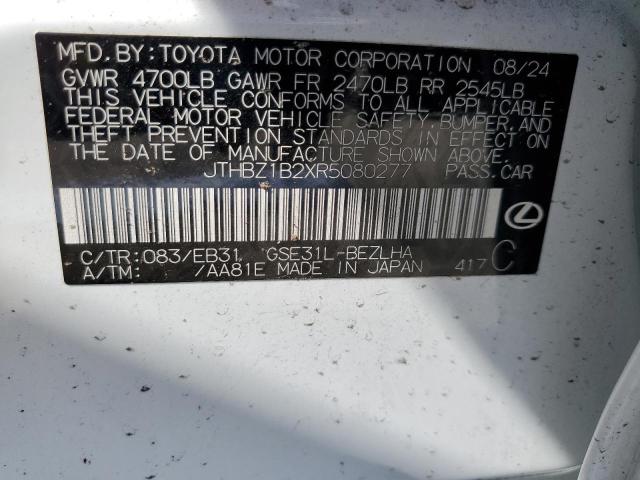 MFD. BY: TOYOTA MOTOR CORPORATION 08/24
GVWR 4700LB GAWR FR 2470LB RR 2545LB
THIS VEHICLE CONFORMS TO ALL APPLICABLE
FEDERAL MOTOR VEHICLE SAFETY, BUMPER, AND
THEFT PREVENTION STANDARDS IN EFFECT ON
THE DATE OF MANUFACTURE SHOWN ABOVE.
JTHBZ1B2XR5080277 PASS.CAR
C/TR: 083/EB31 GSE31L-BEZLHA
A/TM: /AA81E MADE IN JAPAN 417 C